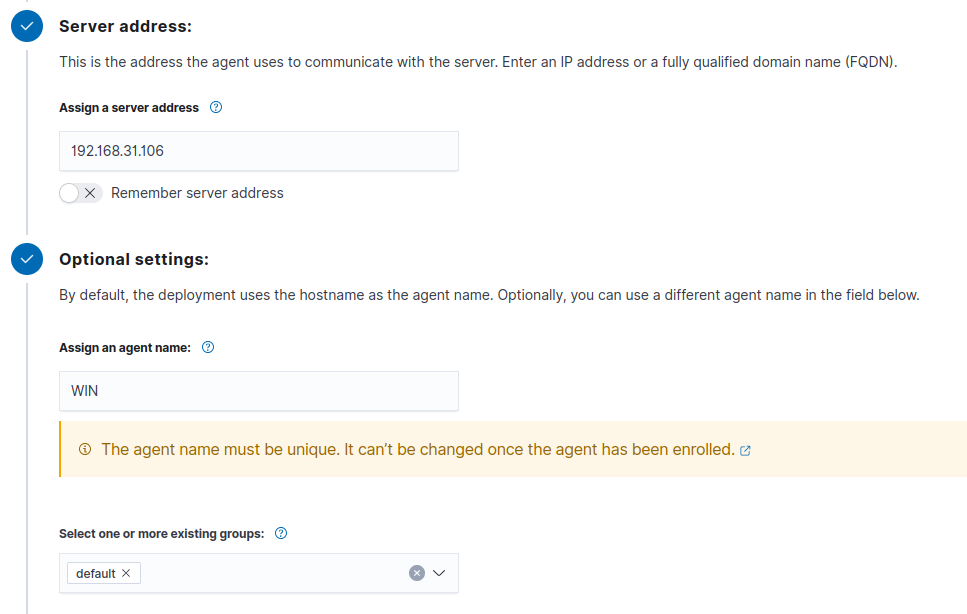 Server address:
This is the address the agent uses to communicate with the server. Enter an IP address or a fully qualified domain name (FQDN).
Assign a server address
192.168.31.106
Remember server address
Optional settings:
By default, the deployment uses the hostname as the agent name. Optionally, you can use a different agent name in the field below.
Assign an agent name:
WIN
The agent name must be unique. It can’t be changed once the agent has been enrolled.
Select one or more existing groups:
default